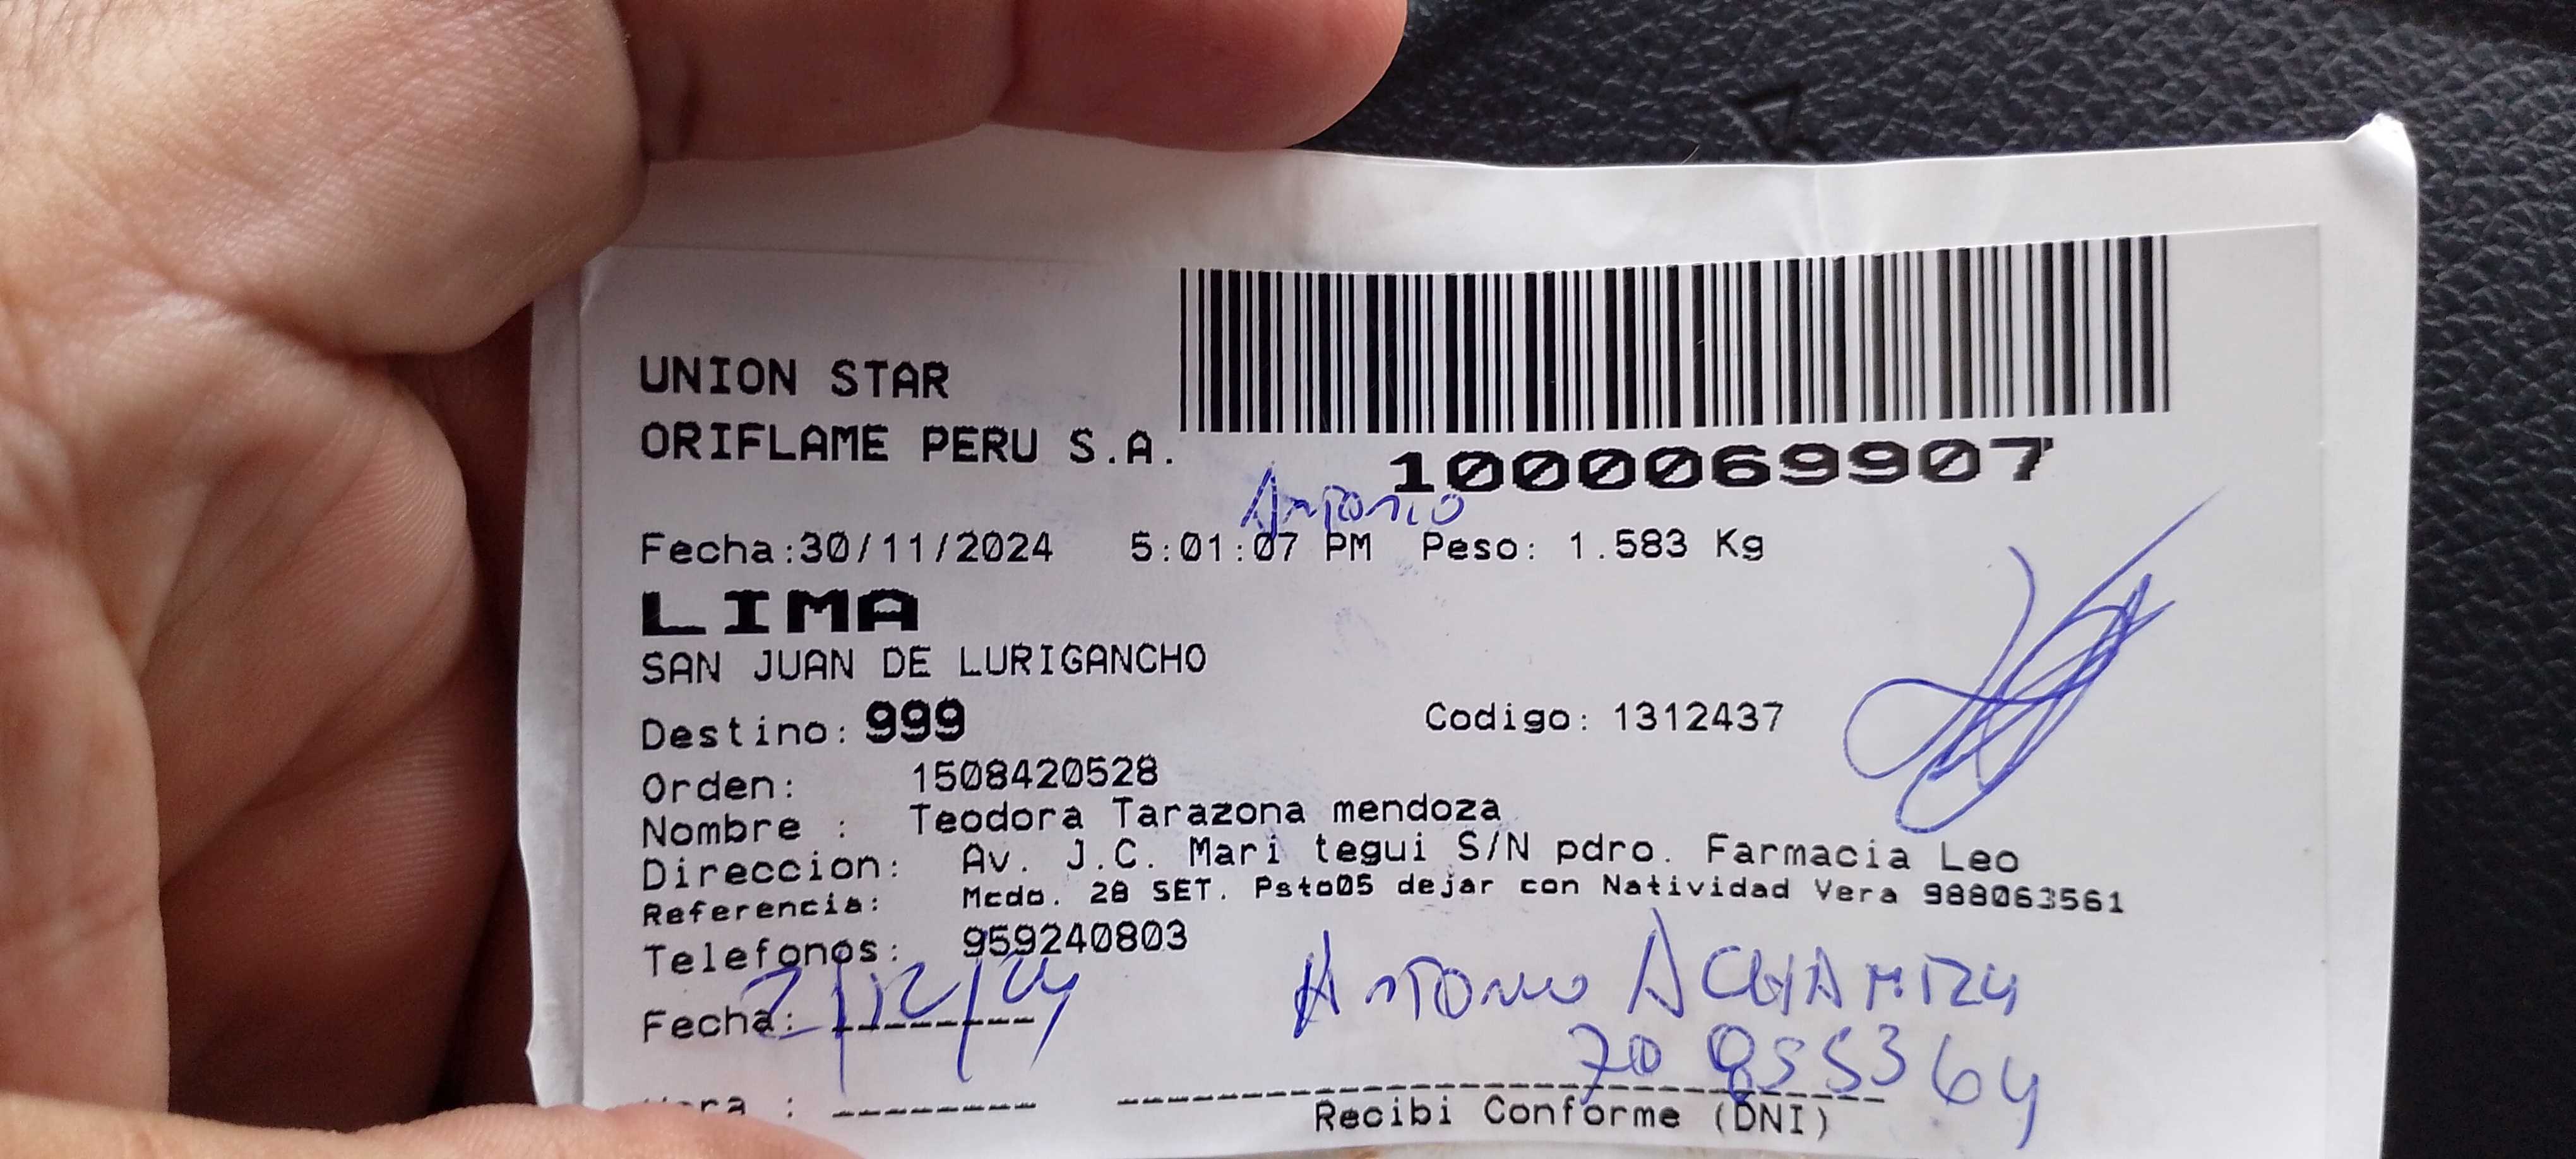 UNION STAR
ORIFLAME PERU S.A.
1000069907
Antonio
Fecha:30/11/2024 5:01:07 PM Peso: 1.583 Kg
LIMA
SAN JUAN DE LURIGANCHO
Destino: 999 Codigo: 1312437
Orden: 1508420528
Nombre : Teodora Tarazona mendoza
Direccion: Av. J.C. Mari tegui S/N pdro. Farmacia Leo
Referencia: Mcdo. 28 SET. Psto05 dejar con Natividad Vera 988063561
Telefonos: 959240803
Fecha: 2/12/24 Antonio
Recibi Conforme (DNI)